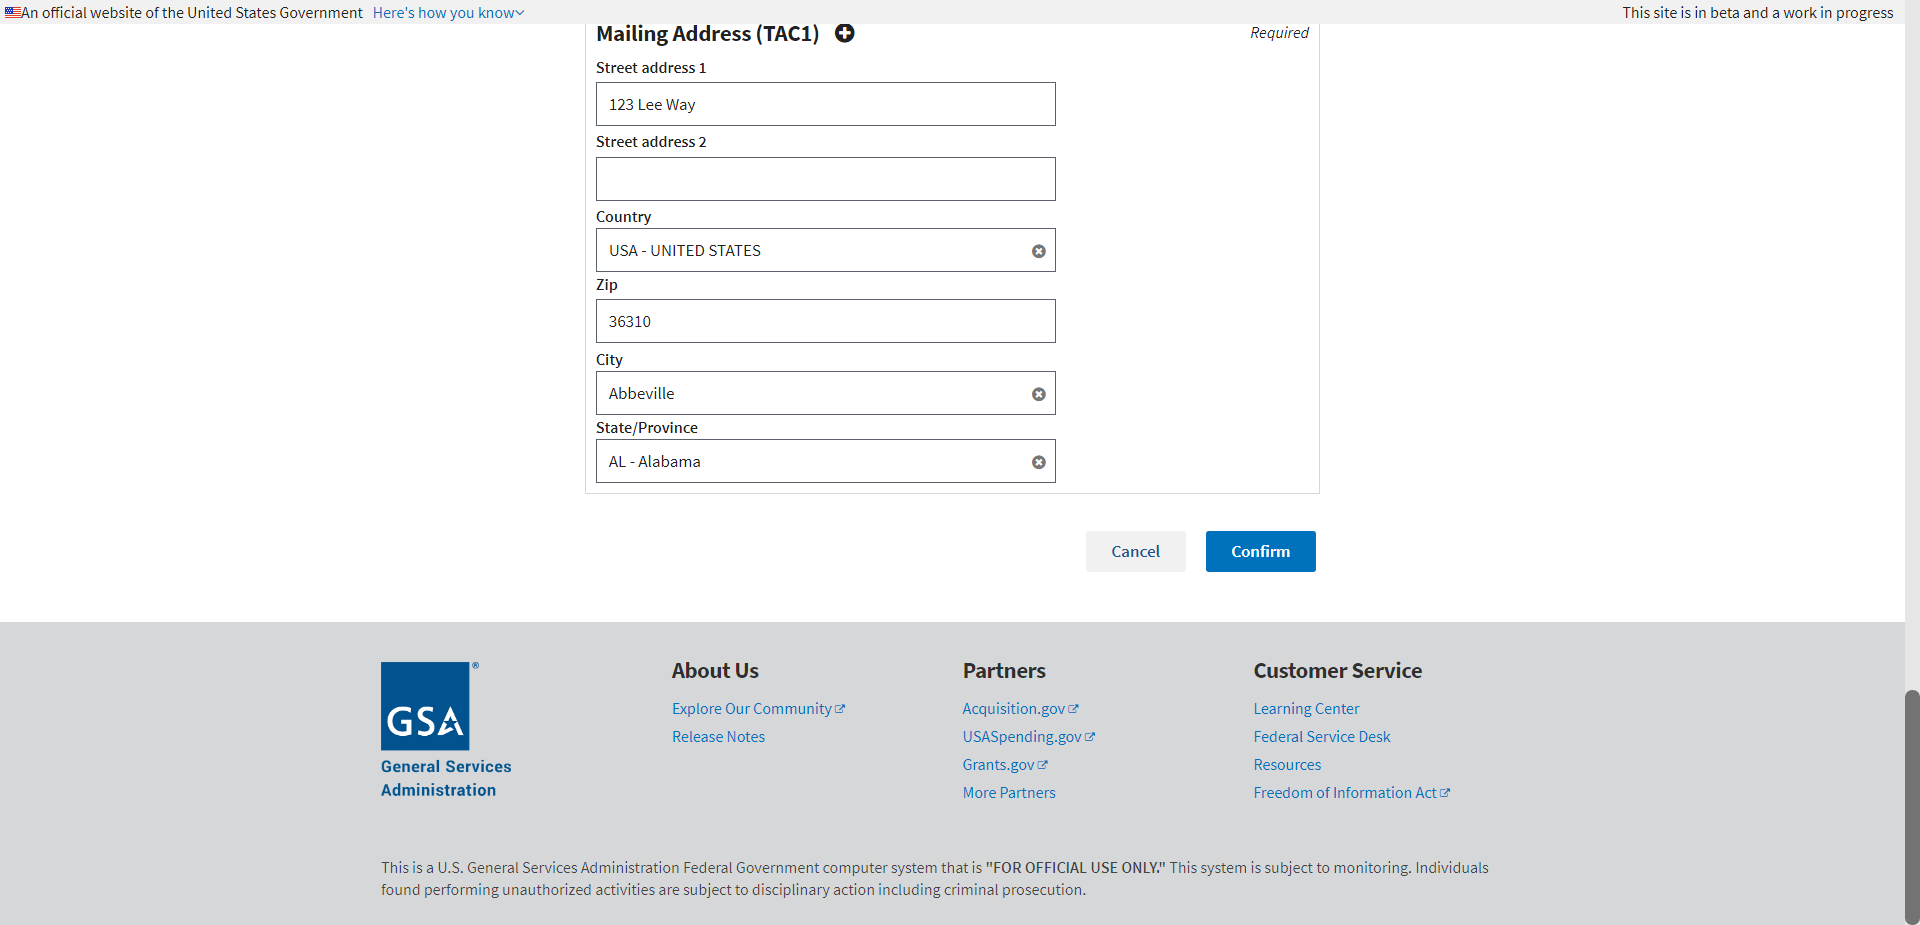 An official website of the United States Government Here's how you know
This site is in beta and a work in progress
Mailing Address (TAC1)
Required
Street address 1
123 Lee Way
Street address 2
Country
USA - UNITED STATES
Zip
36310
City
Abbeville
State/Province
AL - Alabama
Cancel
Confirm
GSA®
General Services
Administration
About Us
Explore Our Community
Release Notes
Partners
Acquisition.gov
USASpending.gov
Grants.gov
More Partners
Customer Service
Learning Center
Federal Service Desk
Resources
Freedom of Information Act
This is a U.S. General Services Administration Federal Government computer system that is "FOR OFFICIAL USE ONLY." This system is subject to monitoring. Individuals
found performing unauthorized activities are subject to disciplinary action including criminal prosecution.